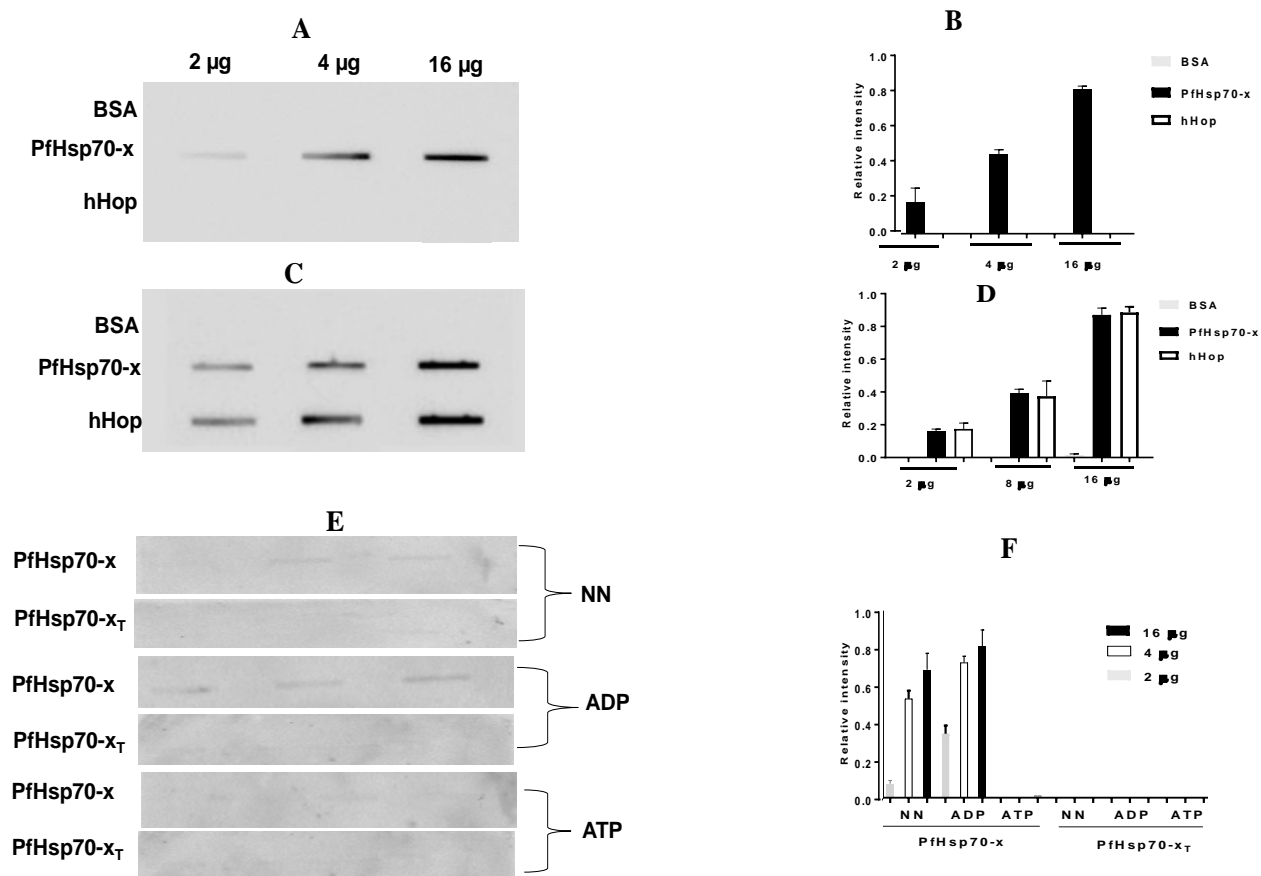 A
2 µg 4 µg 16 µg
BSA
PfHsp70-x
hHop
B
Relative intensity
1.0
0.8
0.6
0.4
0.2
0.0
2 µg 4 µg 16 µg
BSA
PfHsp70-x
hHop
C
BSA
PfHsp70-x
hHop
D
Relative intensity
1.0
0.8
0.6
0.4
0.2
0.0
2 µg 8 µg 16 µg
BSA
PfHsp70-x
hHop
E
PfHsp70-x
PfHsp70-xT
NN
PfHsp70-x
PfHsp70-xT
ADP
PfHsp70-x
PfHsp70-xT
ATP
F
Relative intensity
1.0
0.8
0.6
0.4
0.2
0.0
16 µg
4 µg
2 µg
NN ADP ATP NN ADP ATP
PfHsp70-x PfHsp70-xT